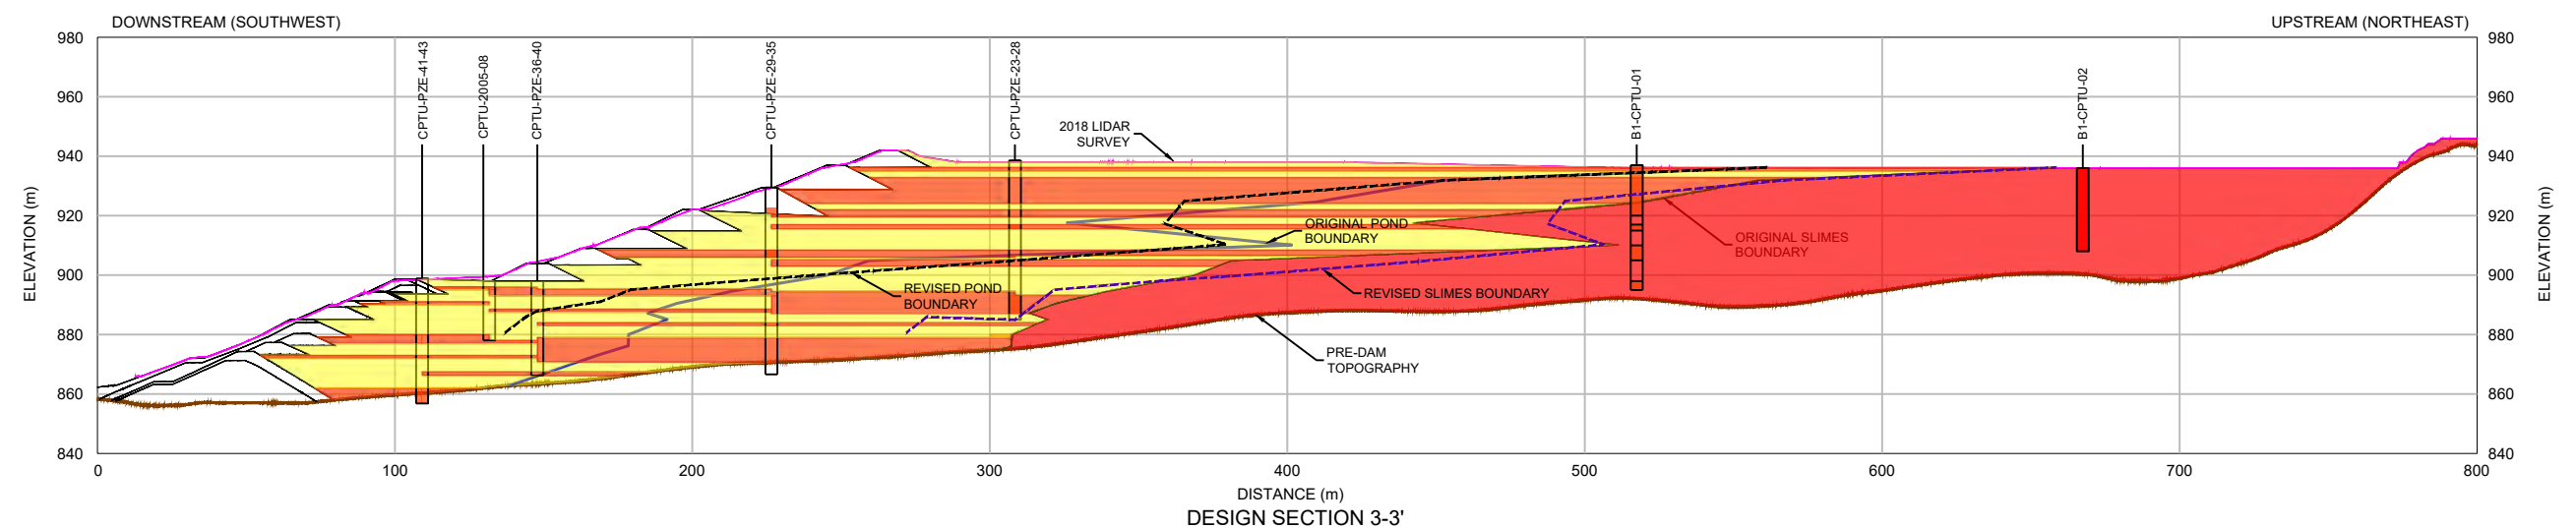 DOWNSTREAM (SOUTHWEST)
UPSTREAM (NORTHEAST)
980
960
940
920
900
880
860
840
ELEVATION (m)
CPTU-PZE-41-43
CPTU-2005-08
CPTU-PZE-36-40
CPTU-PZE-29-35
CPTU-PZE-23-28
B1-CPTU-01
B1-CPTU-02
2018 LIDAR
SURVEY
ORIGINAL POND
BOUNDARY
ORIGINAL SLIMES
BOUNDARY
REVISED POND
BOUNDARY
REVISED SLIMES BOUNDARY
PRE-DAM
TOPOGRAPHY
980
960
940
920
900
880
860
840
ELEVATION (m)
0
100
200
300
400
500
600
700
800
DISTANCE (m)
DESIGN SECTION 3-3'